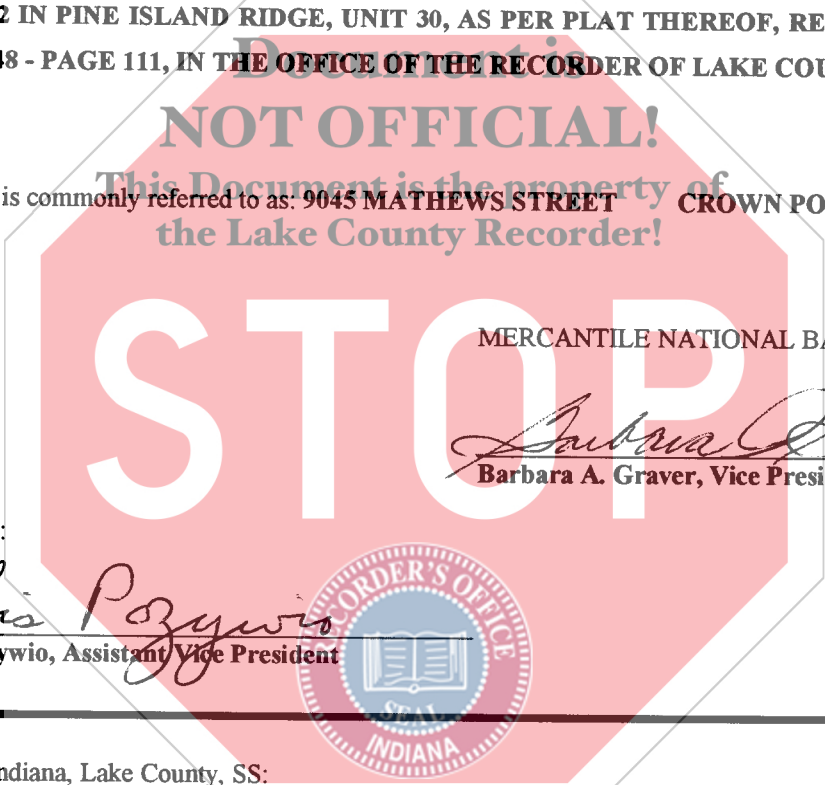 2 IN PINE ISLAND RIDGE, UNIT 30, AS PER PLAT THEREOF, RE
Document is
8 - PAGE 111, IN THE OFFICE OF THE RECORDER OF LAKE COU
NOT OFFICIAL!
This Document is the property of
is commonly referred to as: 9045 MATHEWS STREET CROWN PO
the Lake County Recorder!
STOP
MERCANTILE NATIONAL BA
Barbara
Barbara A. Graver, Vice Presi
:
Pozywio
ywio, Assistant Vice President
RECORDER'S OFFICE
SEAL
INDIANA
ndiana, Lake County, SS: